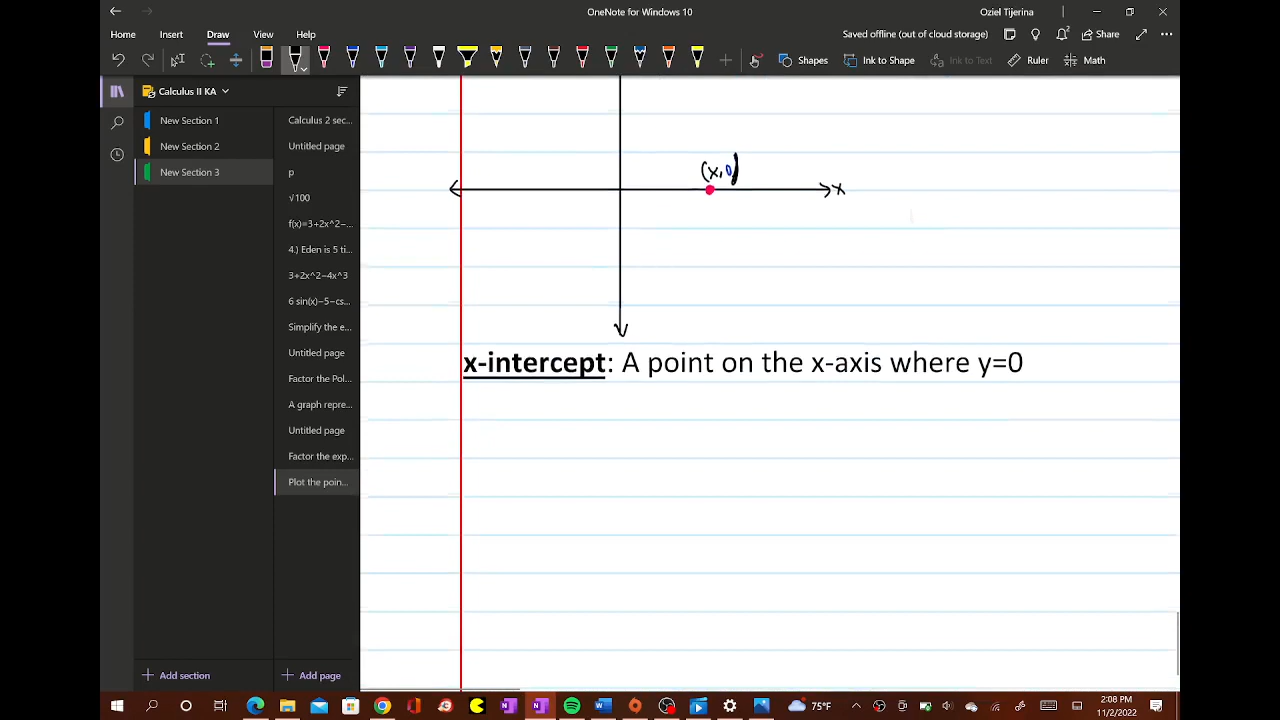 OneNote for Windows 10
Oziel Tijerina
Home Insert Draw View Help
Saved offline (out of cloud storage)
Share
Shapes Ink to Shape Ink to Text Ruler Math
Calculus II KA
New Section 1
New Section 2
New Section 3
Calculus 2 sec...
Untitled page
p
√100
f(x)=3+2x^2−...
4.) Eden is 5 ti...
3+2x^2−4x^3
6 sin(x)−5−cs...
Simplify the e...
Untitled page
Factor the Pol...
A graph repre...
Untitled page
Factor the exp...
Plot the poin...
(x,0)
x
x-intercept: A point on the x-axis where y=0
Add section
Add page
75°F
2:08 PM
11/2/2022